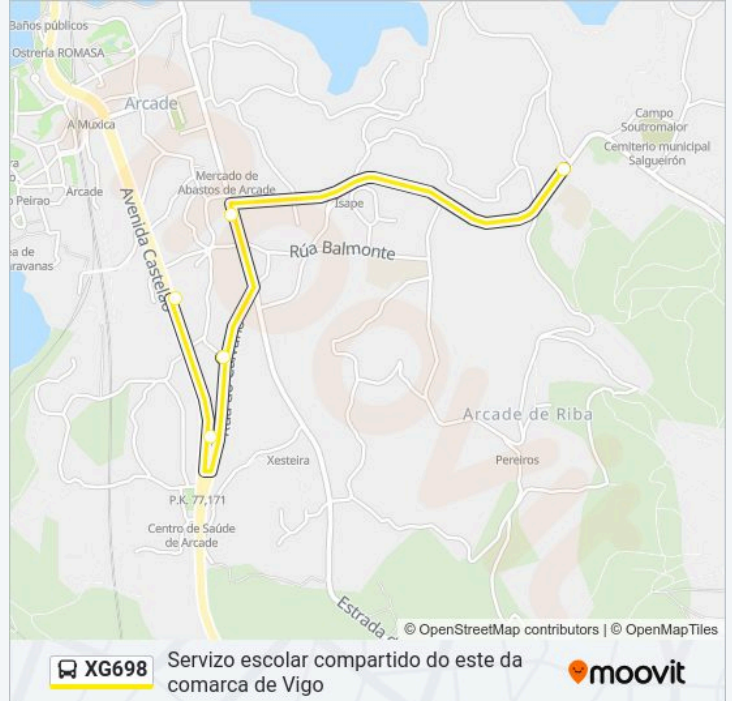 Baños públicos
Ostrería ROMASA
Arcade
A Muxica
Campo
Soutromaior
Cemiterio municipal
Salgueirón
Mercado de
Abastos de Arcade
Arcade
Peirao
Isape
Avenida Castelao
Rúa Balmonte
Arcade de Riba
Xesteira
Pereiros
P.K. 77,171
Centro de Saúde
de Arcade
Estrada
© OpenStreetMap contributors | © OpenMapTiles
XG698
Servizo escolar compartido do este da
comarca de Vigo
moovit